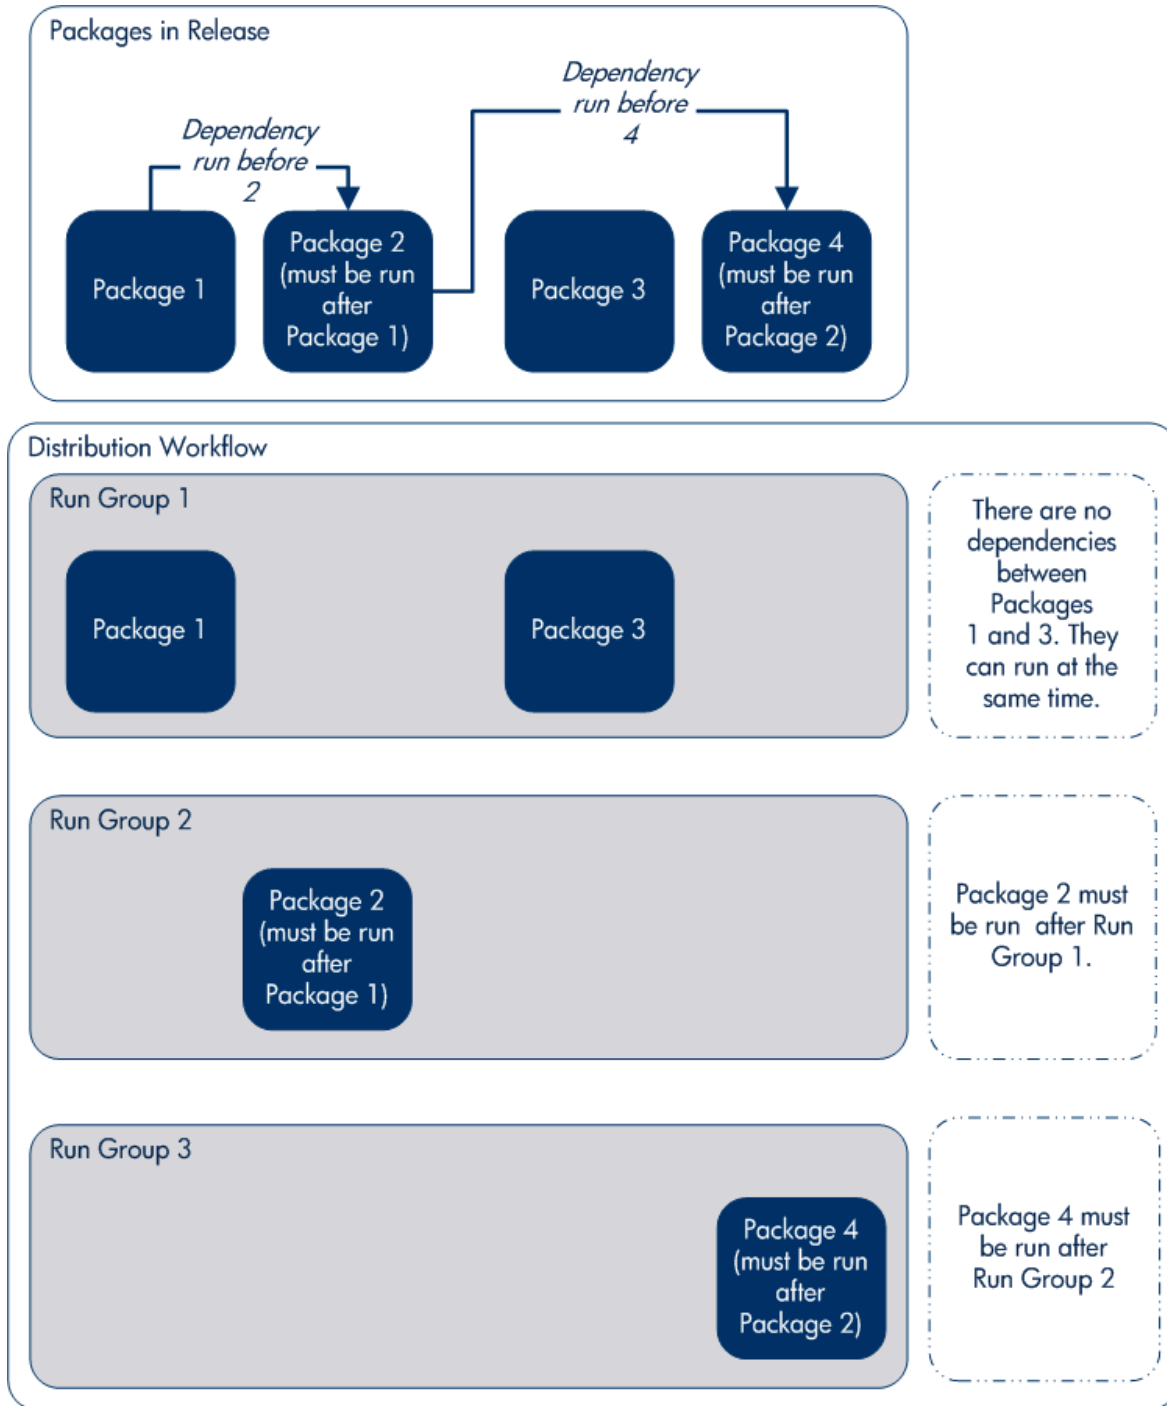 Packages in Release
Dependency
run before
2
Dependency
run before
4
Package 1
Package 2
(must be run
after
Package 1)
Package 3
Package 4
(must be run
after
Package 2)
Distribution Workflow
Run Group 1
Package 1
Package 3
There are no
dependencies
between
Packages
1 and 3. They
can run at the
same time.
Run Group 2
Package 2
(must be run
after
Package 1)
Package 2 must
be run  after Run
Group 1.
Run Group 3
Package 4
(must be run
after
Package 2)
Package 4 must
be run after
Run Group 2